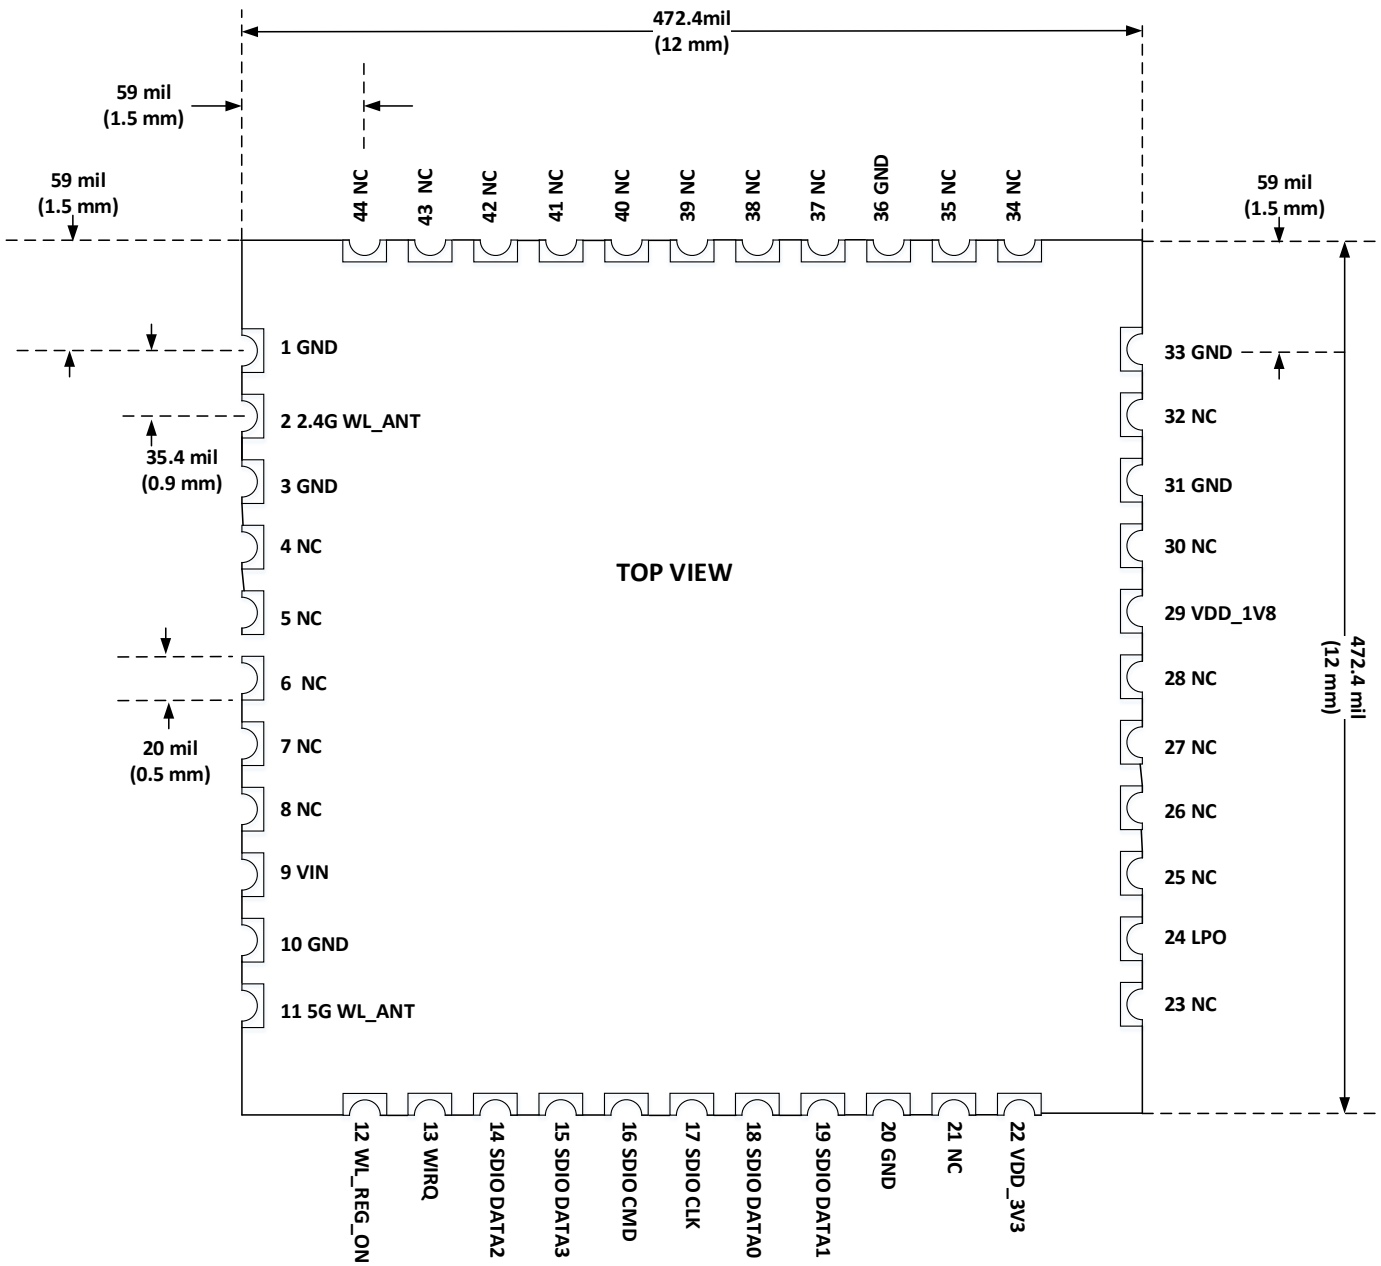 472.4mil
(12 mm)
59 mil
(1.5 mm)
59 mil
(1.5 mm)
59 mil
(1.5 mm)
44 NC
43 NC
42 NC
41 NC
40 NC
39 NC
38 NC
37 NC
36 GND
35 NC
34 NC
1 GND
2 2.4G WL_ANT
35.4 mil
(0.9 mm)
3 GND
4 NC
5 NC
6 NC
20 mil
(0.5 mm)
7 NC
8 NC
9 VIN
10 GND
11 5G WL_ANT
TOP VIEW
33 GND
32 NC
31 GND
30 NC
29 VDD_1V8
28 NC
27 NC
26 NC
25 NC
24 LPO
23 NC
472.4 mil
(12 mm)
12 WL_REG_ON
13 WIRQ
14 SDIO DATA2
15 SDIO DATA3
16 SDIO CMD
17 SDIO CLK
18 SDIO DATA0
19 SDIO DATA1
20 GND
21 NC
22 VDD_3V3